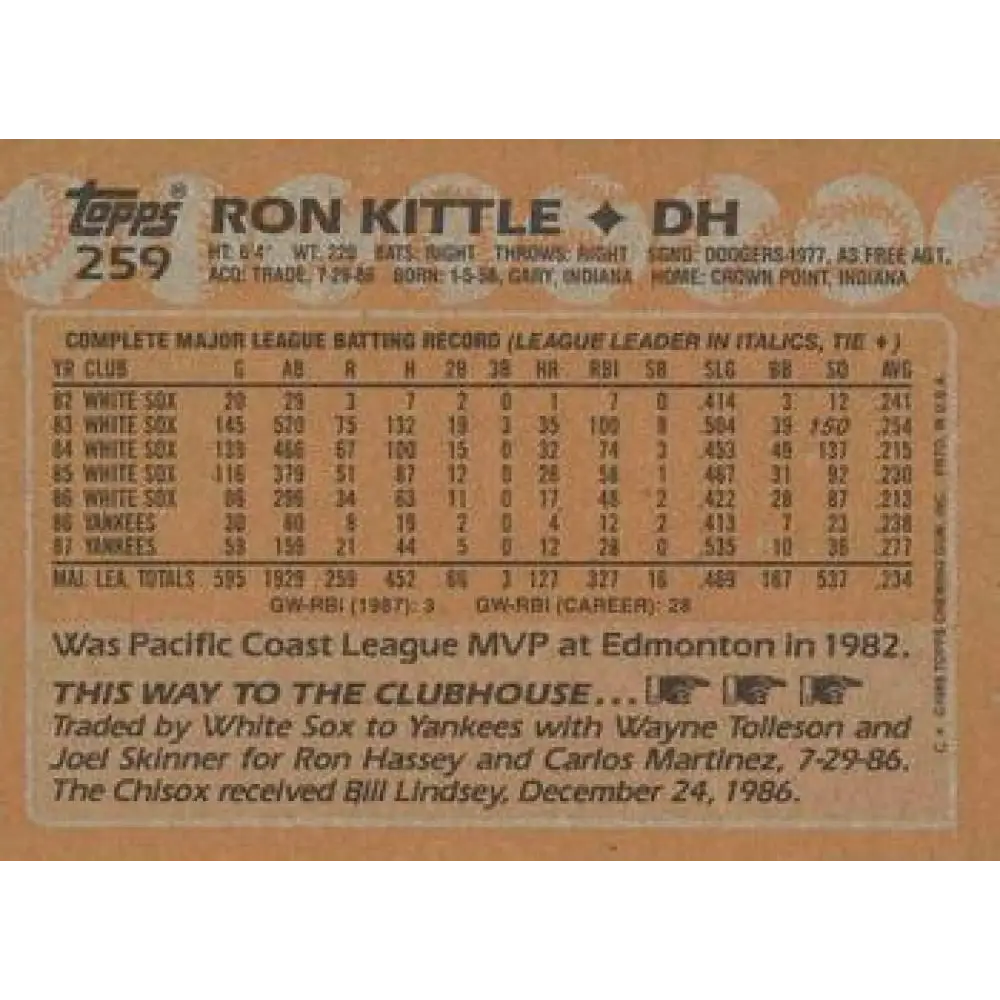 topps® RON KITTLE ✦ DH
259 HT: 6'4" WT. 220 BATS: RIGHT THROWS: RIGHT SGND: DODGERS-1977, AS FREE AGT.
ACQ: TRADE, 7-29-86 BORN: 1-5-58, GARY, INDIANA HOME: CROWN POINT, INDIANA
COMPLETE MAJOR LEAGUE BATTING RECORD (LEAGUE LEADER IN ITALICS, TIE ♦)
YR CLUB G AB R H 2B 3B HR RBI SB SLG BB SO AVG
82 WHITE SOX 20 29 3 7 2 0 1 7 0 .414 3 12 .241
83 WHITE SOX 145 520 75 132 19 3 35 100 8 .504 39 150 .254
84 WHITE SOX 139 466 67 100 15 0 32 74 3 .453 49 137 .215
85 WHITE SOX 116 379 51 87 12 0 26 58 1 .467 31 92 .230
86 WHITE SOX 86 296 34 63 11 0 17 48 2 .422 28 87 .213
86 YANKEES 30 80 8 19 2 0 4 12 2 .413 7 23 .238
87 YANKEES 59 159 21 44 5 0 12 28 0 .535 10 36 .277
MAJ. LEA. TOTALS 595 1929 259 452 66 3 127 327 16 .469 167 537 .234
GW-RBI (1987): 3 GW-RBI (CAREER): 28
Was Pacific Coast League MVP at Edmonton in 1982.
THIS WAY TO THE CLUBHOUSE...
Traded by White Sox to Yankees with Wayne Tolleson and
Joel Skinner for Ron Hassey and Carlos Martinez, 7-29-86.
The Chisox received Bill Lindsey, December 24, 1986.
C* ©1988 TOPPS CHEWING GUM, INC. PRTD. IN U.S.A.